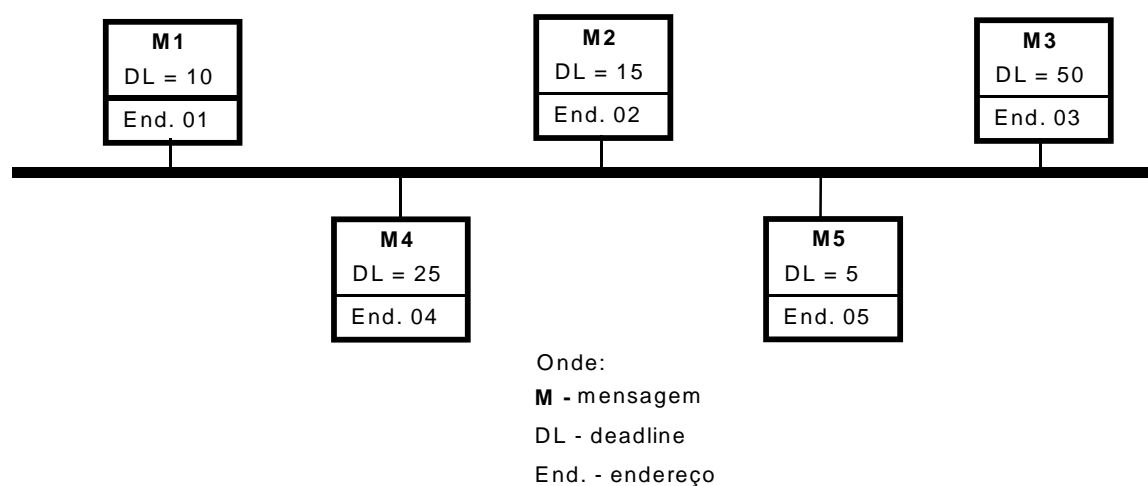 M1
DL = 10
End. 01
M2
DL = 15
End. 02
M3
DL = 50
End. 03
M4
DL = 25
End. 04
M5
DL = 5
End. 05
Onde:
M - mensagem
DL - deadline
End. - endereço